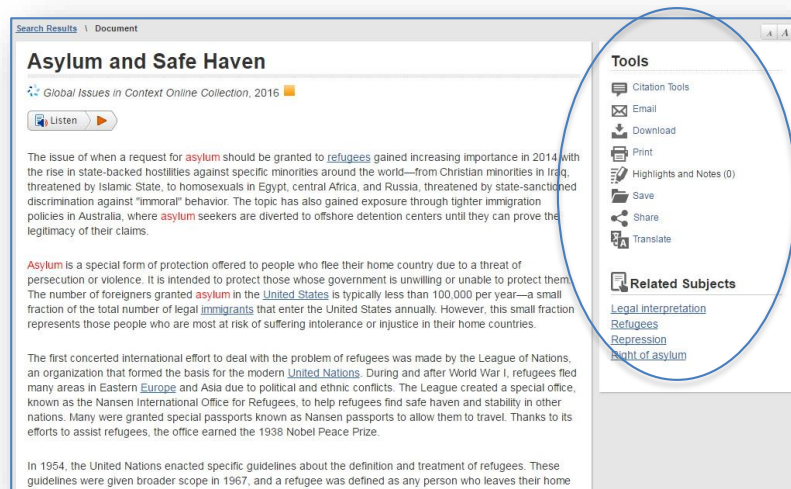 Search Results \ Document
A A
Asylum and Safe Haven
Global Issues in Context Online Collection, 2016
Listen
The issue of when a request for asylum should be granted to refugees gained increasing importance in 2014 with
the rise in state-backed hostilities against specific minorities around the world—from Christian minorities in Iraq,
threatened by Islamic State, to homosexuals in Egypt, central Africa, and Russia, threatened by state-sanctioned
discrimination against "immoral" behavior. The topic has also gained exposure through tighter immigration
policies in Australia, where asylum seekers are diverted to offshore detention centers until they can prove the
legitimacy of their claims.
Asylum is a special form of protection offered to people who flee their home country due to a threat of
persecution or violence. It is intended to protect those whose government is unwilling or unable to protect them.
The number of foreigners granted asylum in the United States is typically less than 100,000 per year—a small
fraction of the total number of legal immigrants that enter the United States annually. However, this small fraction
represents those people who are most at risk of suffering intolerance or injustice in their home countries.
The first concerted international effort to deal with the problem of refugees was made by the League of Nations,
an organization that formed the basis for the modern United Nations. During and after World War I, refugees fled
many areas in Eastern Europe and Asia due to political and ethnic conflicts. The League created a special office,
known as the Nansen International Office for Refugees, to help refugees find safe haven and stability in other
nations. Many were granted special passports known as Nansen passports to allow them to travel. Thanks to its
efforts to assist refugees, the office earned the 1938 Nobel Peace Prize.
In 1954, the United Nations enacted specific guidelines about the definition and treatment of refugees. These
guidelines were given broader scope in 1967, and a refugee was defined as any person who leaves their home
Tools
Citation Tools
Email
Download
Print
Highlights and Notes (0)
Save
Share
Translate
Related Subjects
Legal interpretation
Refugees
Repression
Right of asylum